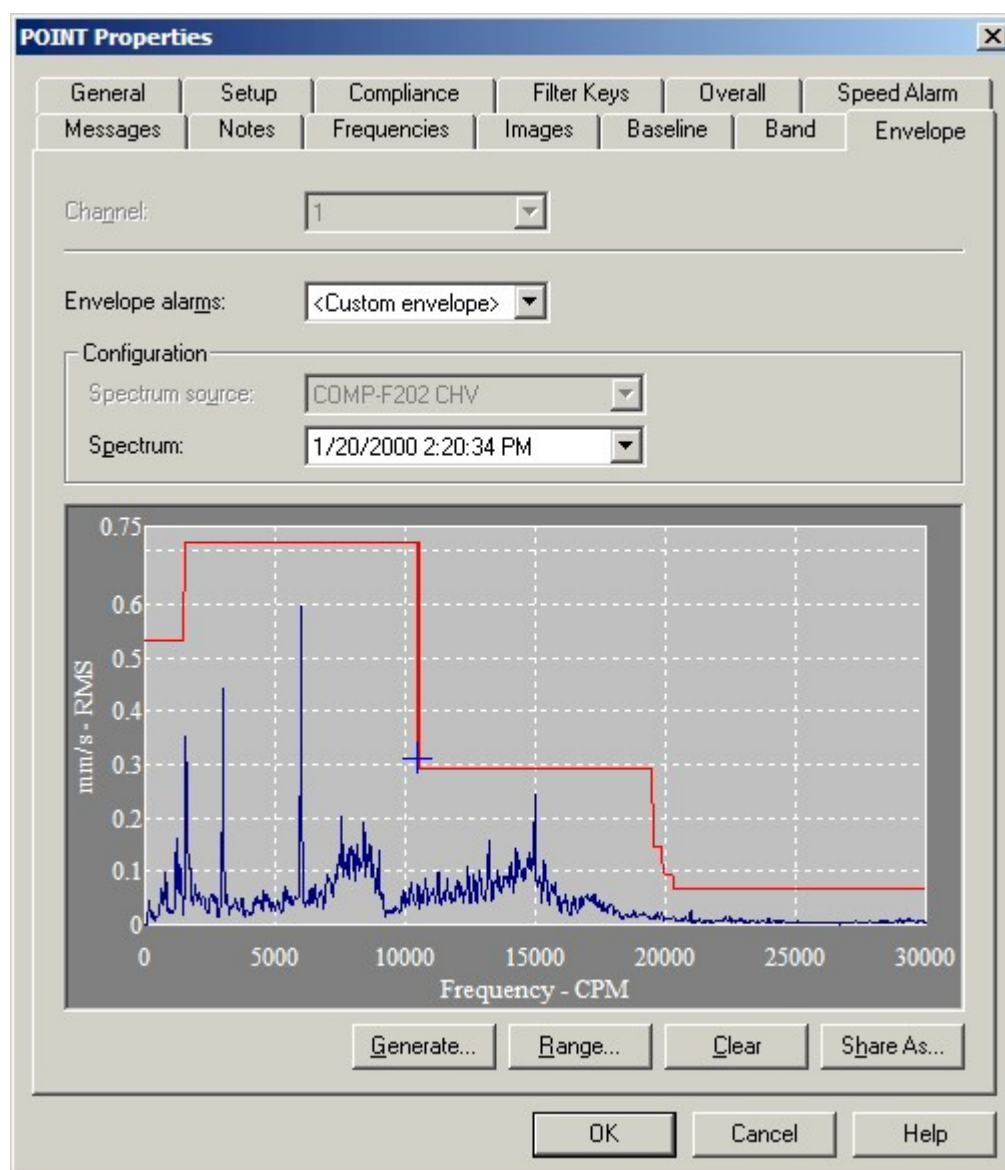 POINT Properties
General Setup Compliance Filter Keys Overall Speed Alarm
Messages Notes Frequencies Images Baseline Band Envelope
Channel: 1
Envelope alarms: <Custom envelope>
Configuration
Spectrum source: COMP-F202 CHV
Spectrum: 1/20/2000 2:20:34 PM
0.75
0.6
0.5
0.4
0.3
0.2
0.1
0
mm/s - RMS
0 5000 10000 15000 20000 25000 30000
Frequency - CPM
Generate... Range... Clear Share As...
OK Cancel Help